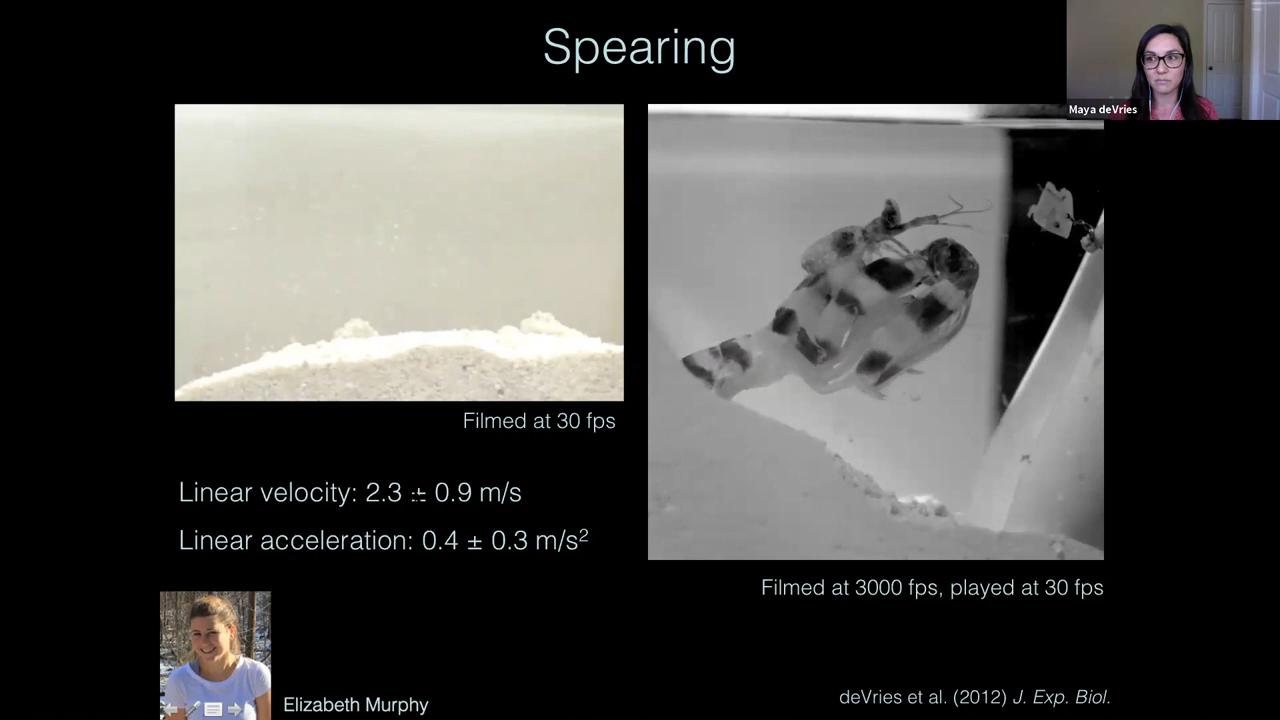 Spearing
Maya deVries
Filmed at 30 fps
Linear velocity: 2.3 ± 0.9 m/s
Linear acceleration: 0.4 ± 0.3 m/s²
Filmed at 3000 fps, played at 30 fps
Elizabeth Murphy
deVries et al. (2012) J. Exp. Biol.